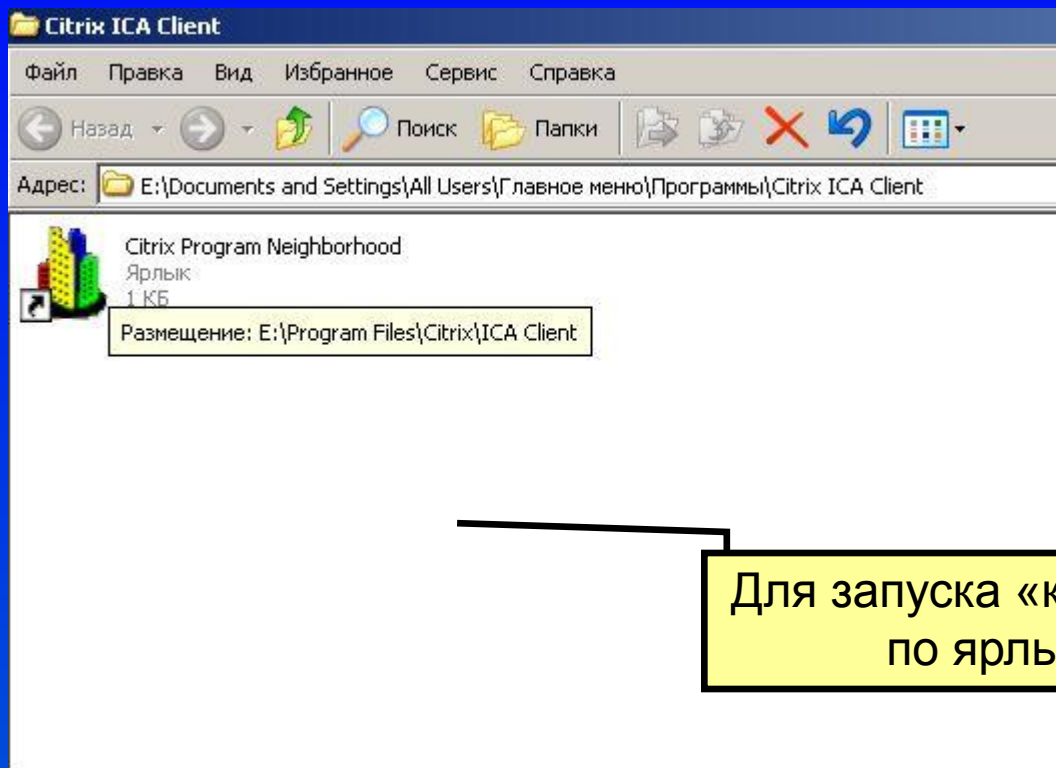 Citrix ICA Client
Файл Правка Вид Избранное Сервис Справка
Назад Поиск Папки
Адрес: E:\Documents and Settings\All Users\Главное меню\Программы\Citrix ICA Client
Citrix Program Neighborhood
Ярлык
1 КБ
Размещение: E:\Program Files\Citrix\ICA Client
Для запуска
по